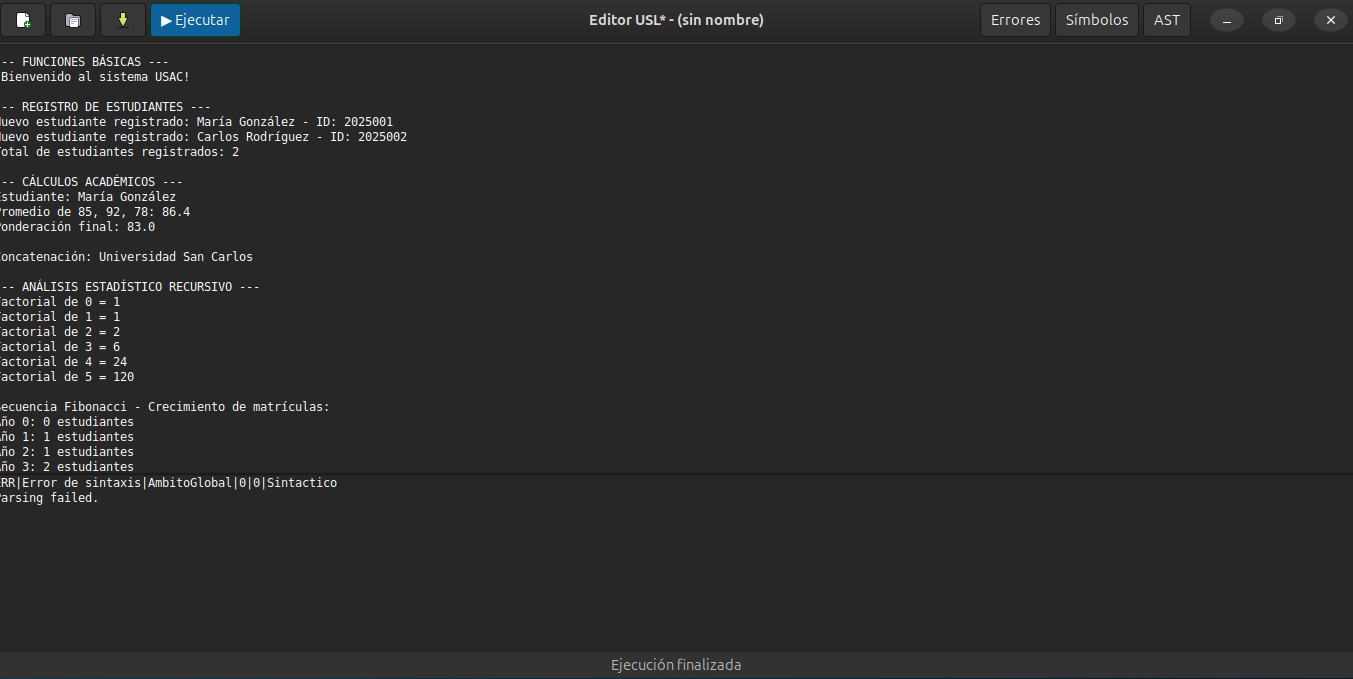 ▶ Ejecutar
Editor USL* - (sin nombre)
Errores
Símbolos
AST
-- FUNCIONES BÁSICAS ---
Bienvenido al sistema USAC!
-- REGISTRO DE ESTUDIANTES ---
uevo estudiante registrado: María González - ID: 2025001
uevo estudiante registrado: Carlos Rodríguez - ID: 2025002
otal de estudiantes registrados: 2
-- CÁLCULOS ACADÉMICOS ---
studiante: María González
romedio de 85, 92, 78: 86.4
onderación final: 83.0
oncatenación: Universidad San Carlos
-- ANÁLISIS ESTADÍSTICO RECURSIVO ---
actorial de 0 = 1
actorial de 1 = 1
actorial de 2 = 2
actorial de 3 = 6
actorial de 4 = 24
actorial de 5 = 120
ecuencia Fibonacci - Crecimiento de matrículas:
ño 0: 0 estudiantes
ño 1: 1 estudiantes
ño 2: 1 estudiantes
ño 3: 2 estudiantes
RR|Error de sintaxis|AmbitoGlobal|0|0|Sintactico
arsing failed.
Ejecución finalizada